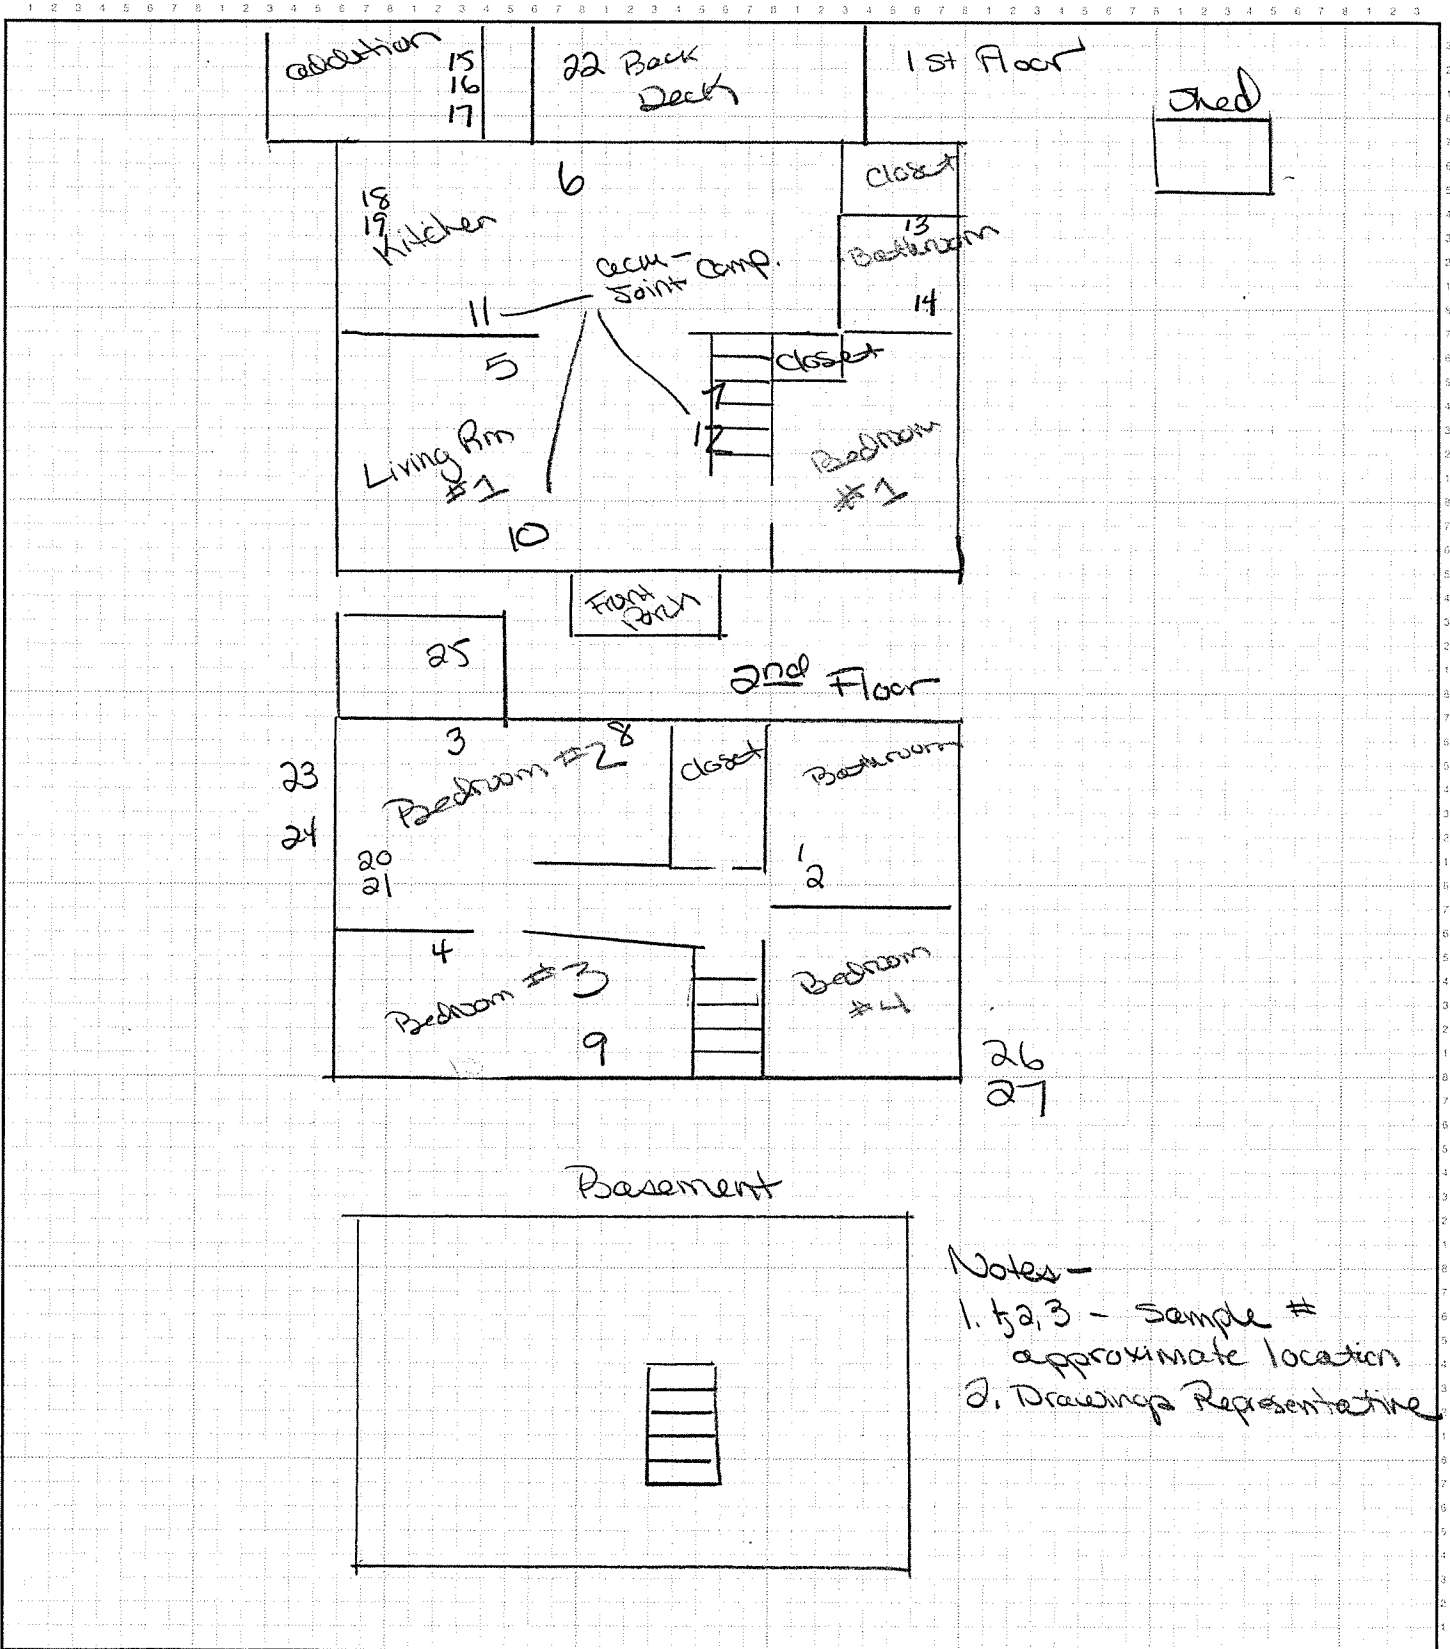 addition
15
16
17
22 Back
Deck
1st Floor
Shed
18
19
Kitchen
6
closet
13
Bathroom
14
acm-
Joint Comp.
11
5
closet
7
12
Living Rm
#1
Bedroom
#1
10
Front
Porch
25
2nd Floor
3
8
Bedroom #2
closet
Bathroom
23
24
20
21
1
2
4
Bedroom #3
9
Bedroom
#4
26
27
Basement
Notes -
1. 1,2,3 - Sample #
approximate location
2. Drawings Representative